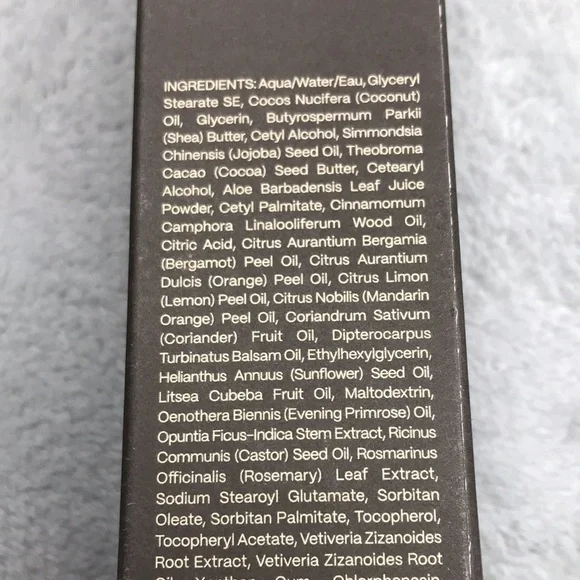 INGREDIENTS: Aqua/Water/Eau, Glyceryl
Stearate SE, Cocos Nucifera (Coconut)
Oil, Glycerin, Butyrospermum Parkii
(Shea) Butter, Cetyl Alcohol, Simmondsia
Chinensis (Jojoba) Seed Oil, Theobroma
Cacao (Cocoa) Seed Butter, Cetearyl
Alcohol, Aloe Barbadensis Leaf Juice
Powder, Cetyl Palmitate, Cinnamomum
Camphora Linalooliferum Wood Oil,
Citric Acid, Citrus Aurantium Bergamia
(Bergamot) Peel Oil, Citrus Aurantium
Dulcis (Orange) Peel Oil, Citrus Limon
(Lemon) Peel Oil, Citrus Nobilis (Mandarin
Orange) Peel Oil, Coriandrum Sativum
(Coriander) Fruit Oil, Dipterocarpus
Turbinatus Balsam Oil, Ethylhexylglycerin,
Helianthus Annuus (Sunflower) Seed Oil,
Litsea Cubeba Fruit Oil, Maltodextrin,
Oenothera Biennis (Evening Primrose) Oil,
Opuntia Ficus-Indica Stem Extract, Ricinus
Communis (Castor) Seed Oil, Rosmarinus
Officinalis (Rosemary) Leaf Extract,
Sodium Stearoyl Glutamate, Sorbitan
Oleate, Sorbitan Palmitate, Tocopherol,
Tocopheryl Acetate, Vetiveria Zizanoides
Root Extract, Vetiveria Zizanoides Root
Oil, Xanthan Gum, Chlorphenesin